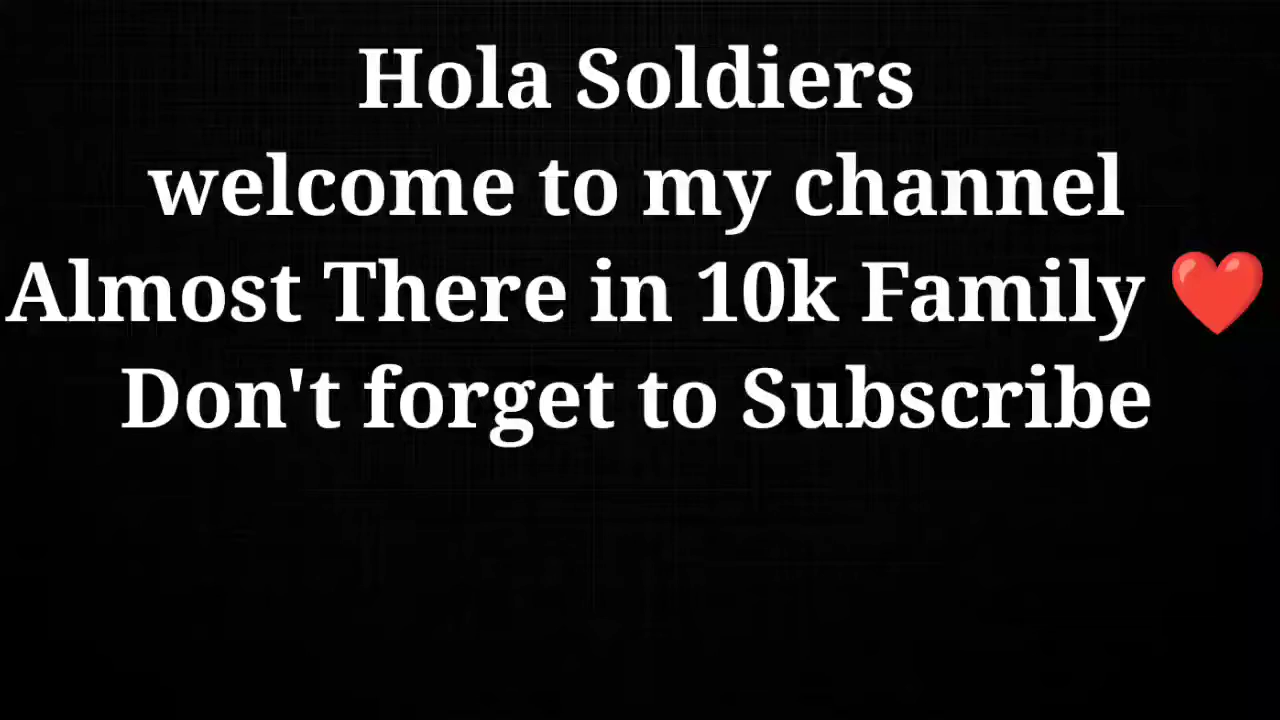 Hola Soldiers
welcome to my channel
Almost There in 10k Family ❤️
Don't forget to Subscribe